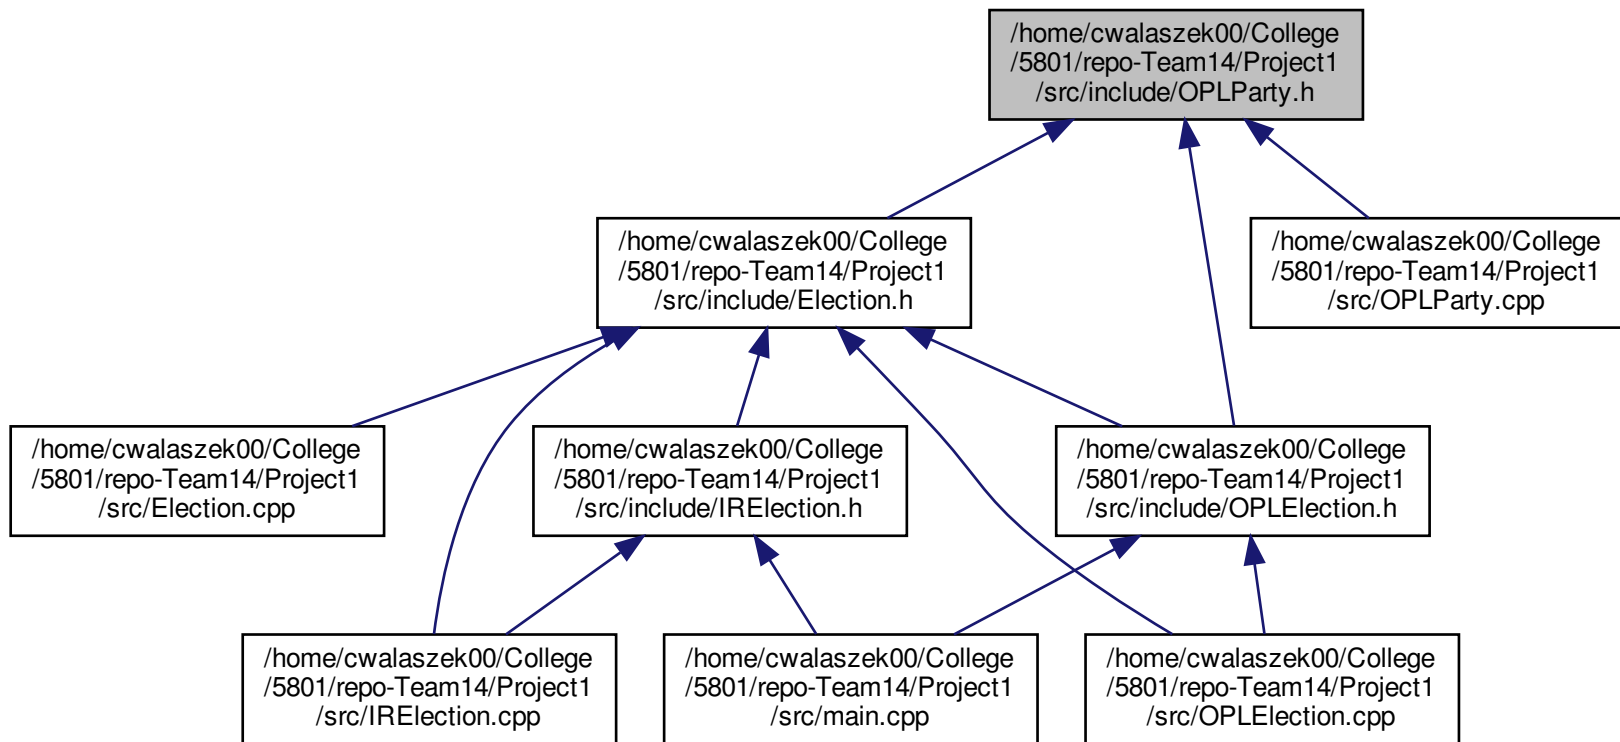 /home/cwalaszek00/College
/5801/repo-Team14/Project1
/src/include/OPLParty.h
/home/cwalaszek00/College
/5801/repo-Team14/Project1
/src/include/Election.h
/home/cwalaszek00/College
/5801/repo-Team14/Project1
/src/OPLParty.cpp
/home/cwalaszek00/College
/5801/repo-Team14/Project1
/src/Election.cpp
/home/cwalaszek00/College
/5801/repo-Team14/Project1
/src/include/IRElection.h
/home/cwalaszek00/College
/5801/repo-Team14/Project1
/src/include/OPLElection.h
/home/cwalaszek00/College
/5801/repo-Team14/Project1
/src/IRElection.cpp
/home/cwalaszek00/College
/5801/repo-Team14/Project1
/src/main.cpp
/home/cwalaszek00/College
/5801/repo-Team14/Project1
/src/OPLElection.cpp